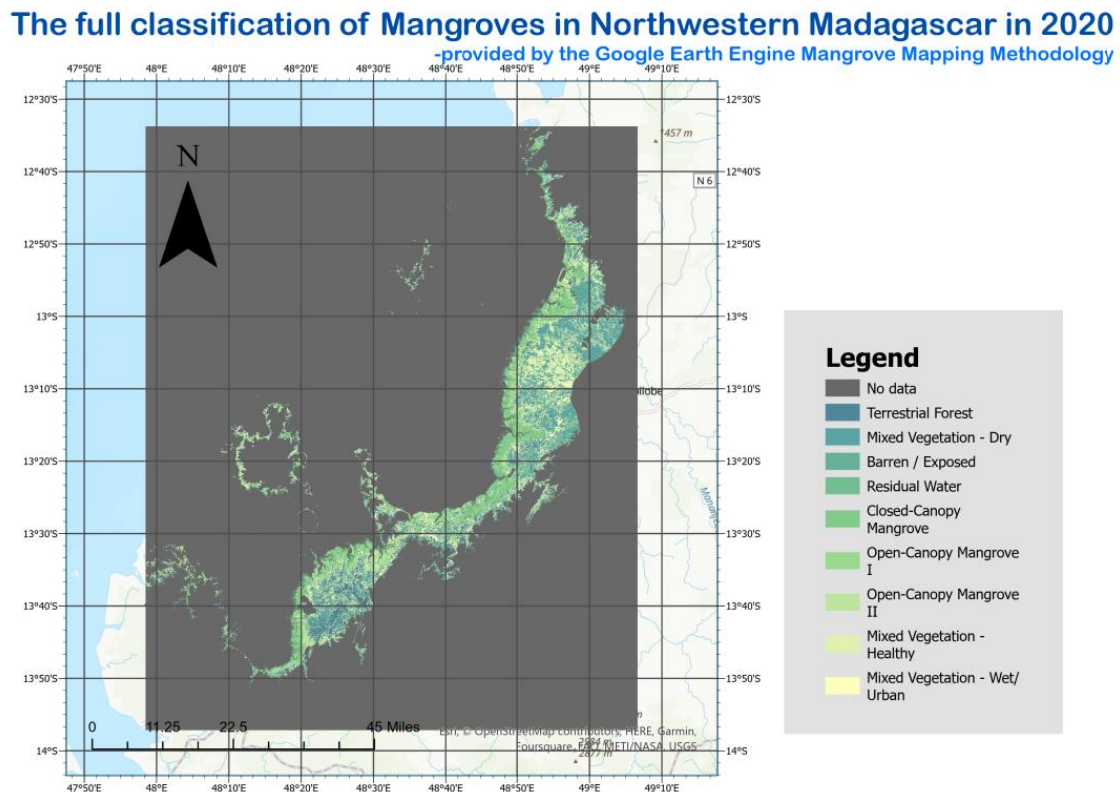 The full classification of Mangroves in Northwestern Madagascar in 2020
-provided by the Google Earth Engine Mangrove Mapping Methodology
47°50'E 48°E 48°10'E 48°20'E 48°30'E 48°40'E 48°50'E 49°E 49°10'E
12°30'S 12°30'S
1457 m
N
12°40'S 12°40'S
N 6
12°50'S 12°50'S
13°S 13°S
13°10'S 13°10'S
ilobe
13°20'S 13°20'S
13°30'S 13°30'S
13°40'S 13°40'S
13°50'S 13°50'S
0 11.25 22.5 45 Miles
Esri, © OpenStreetMap contributors, HERE, Garmin,
Foursquare, FAO, METI/NASA, USGS
2877 m
14°S 14°S
47°50'E 48°E 48°10'E 48°20'E 48°30'E 48°40'E 48°50'E 49°E 49°10'E
Legend
No data
Terrestrial Forest
Mixed Vegetation - Dry
Barren / Exposed
Residual Water
Closed-Canopy
Mangrove
Open-Canopy Mangrove
I
Open-Canopy Mangrove
II
Mixed Vegetation -
Healthy
Mixed Vegetation - Wet/
Urban